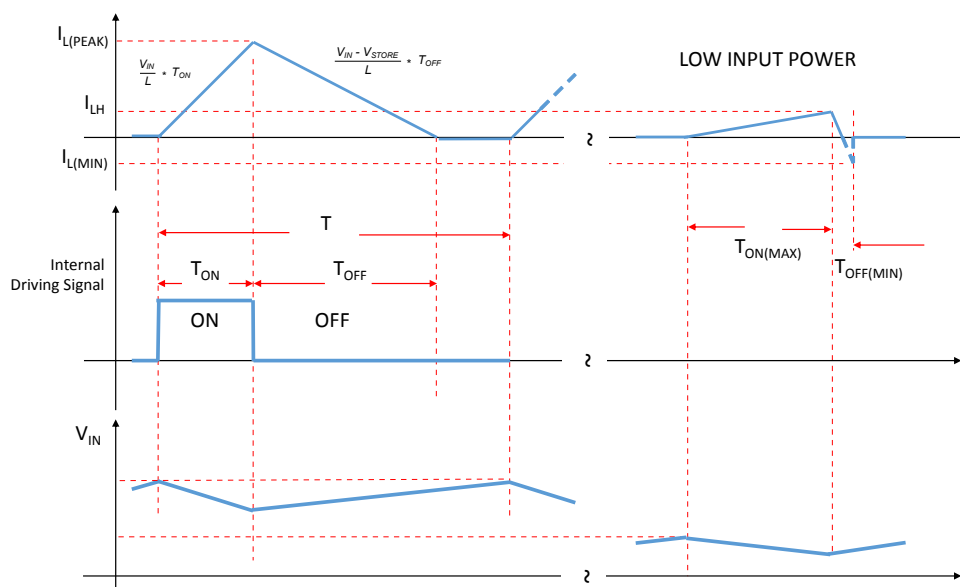 I_L(PEAK)
V_IN / L * T_ON
V_IN - V_STORE / L * T_OFF
LOW INPUT POWER
I_LH
I_L(MIN)
T
T_ON
T_OFF
T_ON(MAX)
T_OFF(MIN)
Internal
Driving Signal
ON
OFF
V_IN